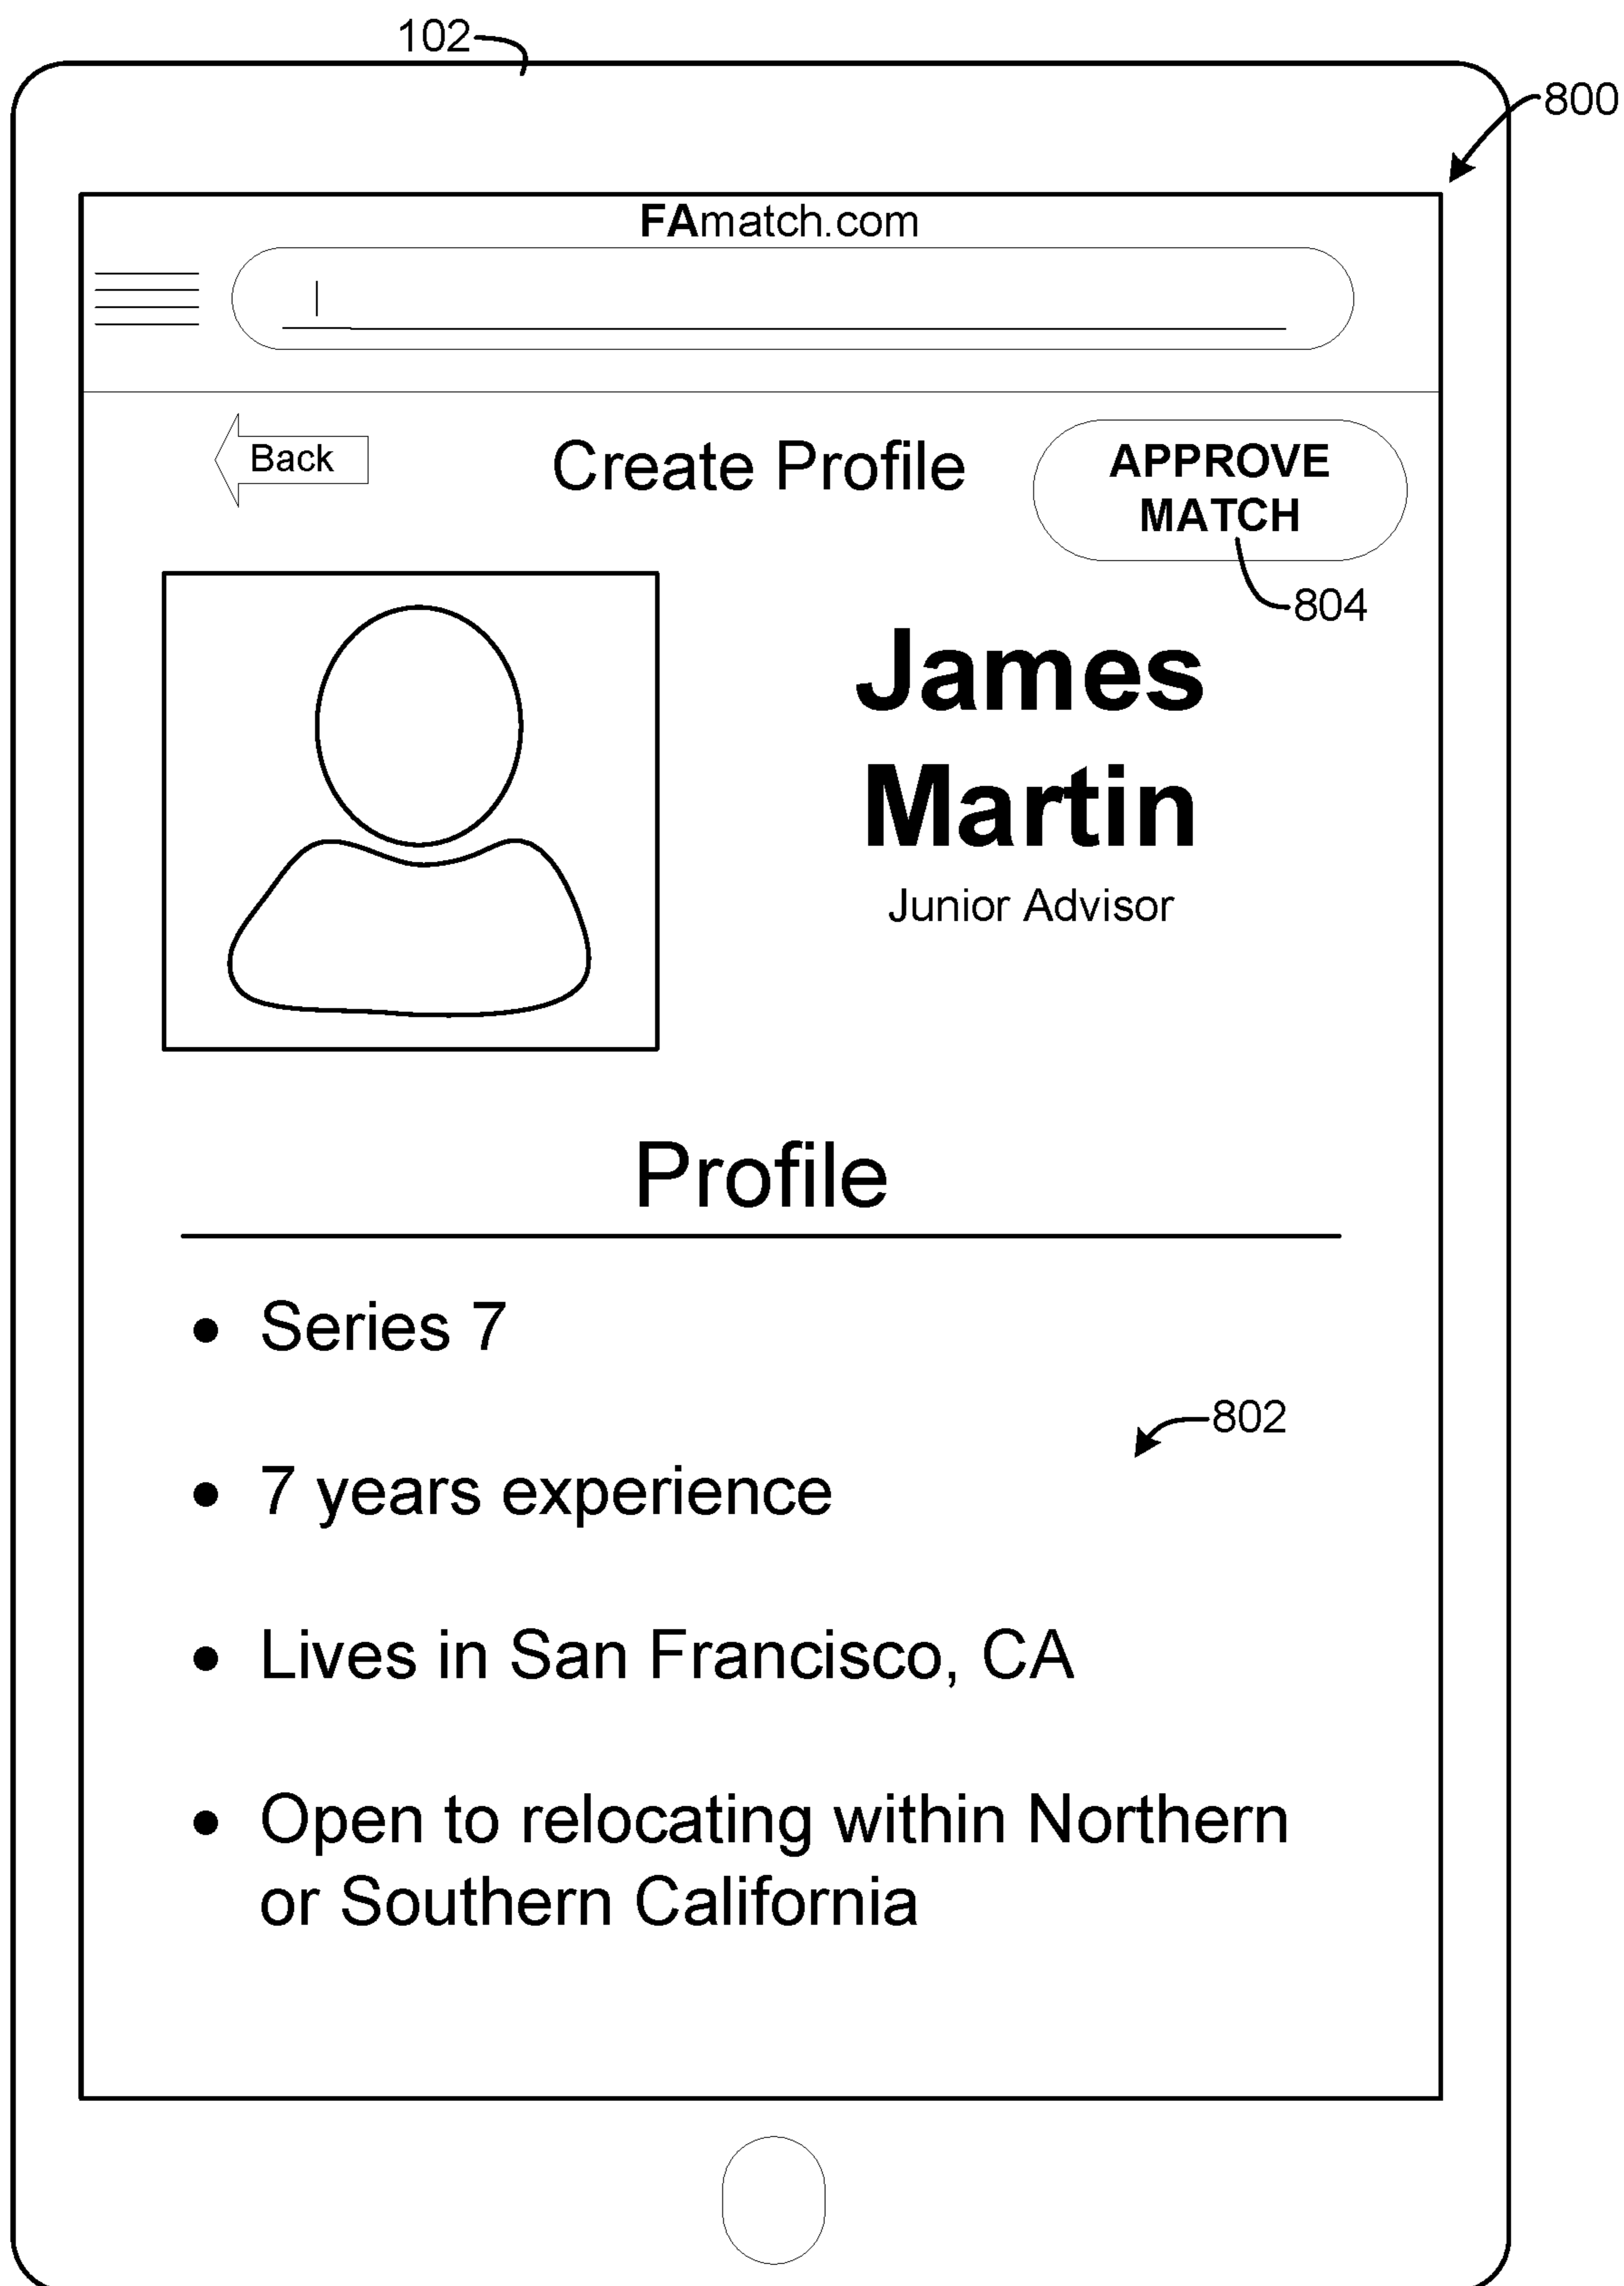 102
800
FAmatch.com
Back
Create Profile
APPROVE
MATCH
804
James
Martin
Junior Advisor
Profile
• Series 7
802
• 7 years experience
• Lives in San Francisco, CA
• Open to relocating within Northern
or Southern California